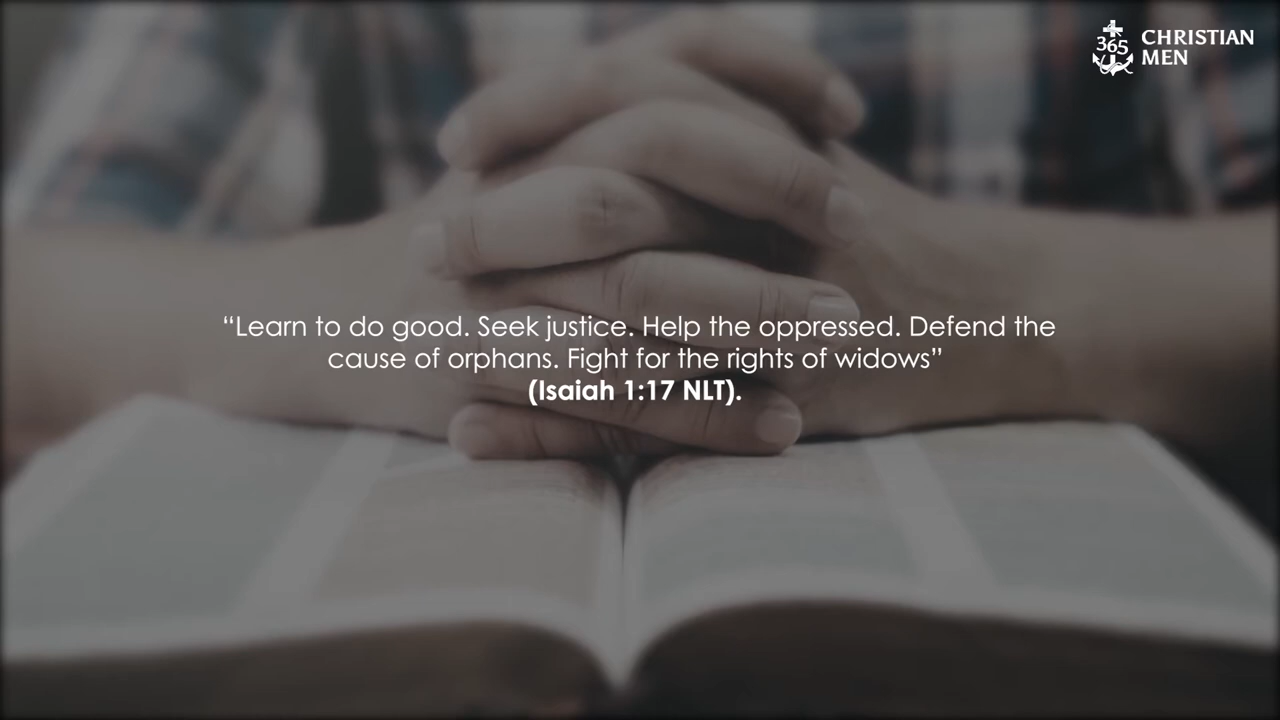 365
CHRISTIAN
MEN
“Learn to do good. Seek justice. Help the oppressed. Defend the
cause of orphans. Fight for the rights of widows”
(Isaiah 1:17 NLT).